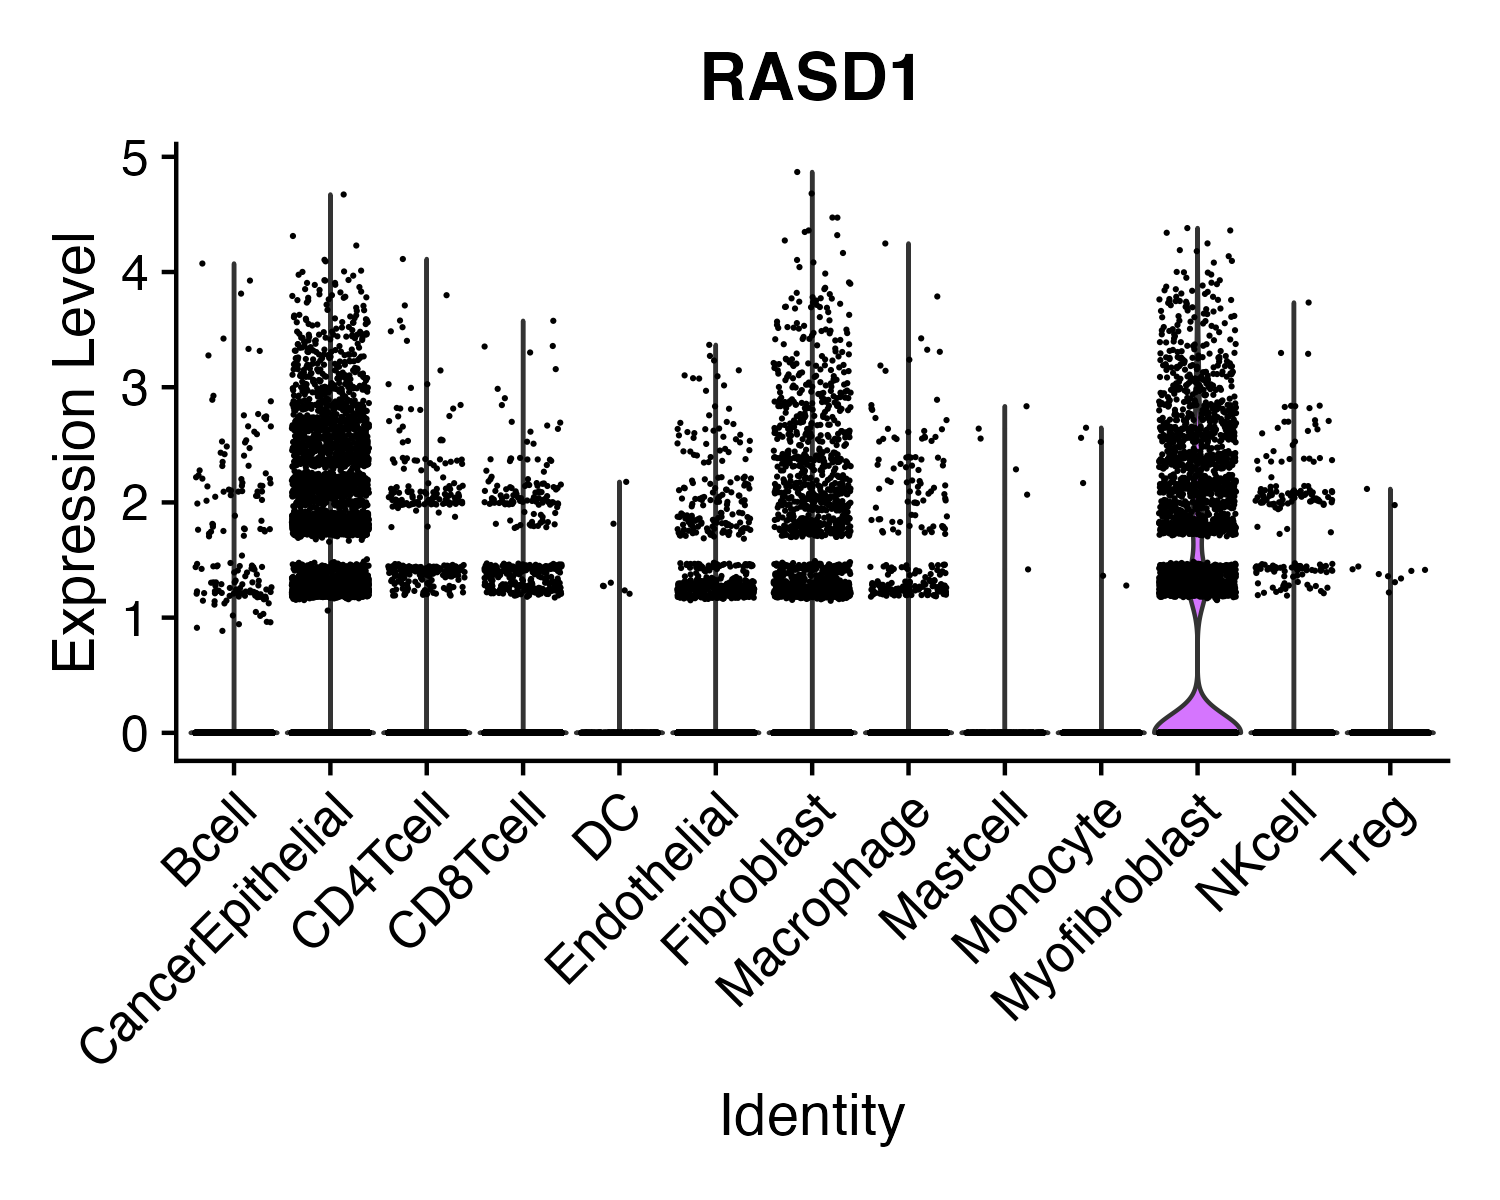 RASD1
Expression Level
5
4
3
2
1
0
Bcell
CancerEpithelial
CD4Tcell
CD8Tcell
DC
Endothelial
Fibroblast
Macrophage
Mastcell
Monocyte
Myofibroblast
NKcell
Treg
Identity